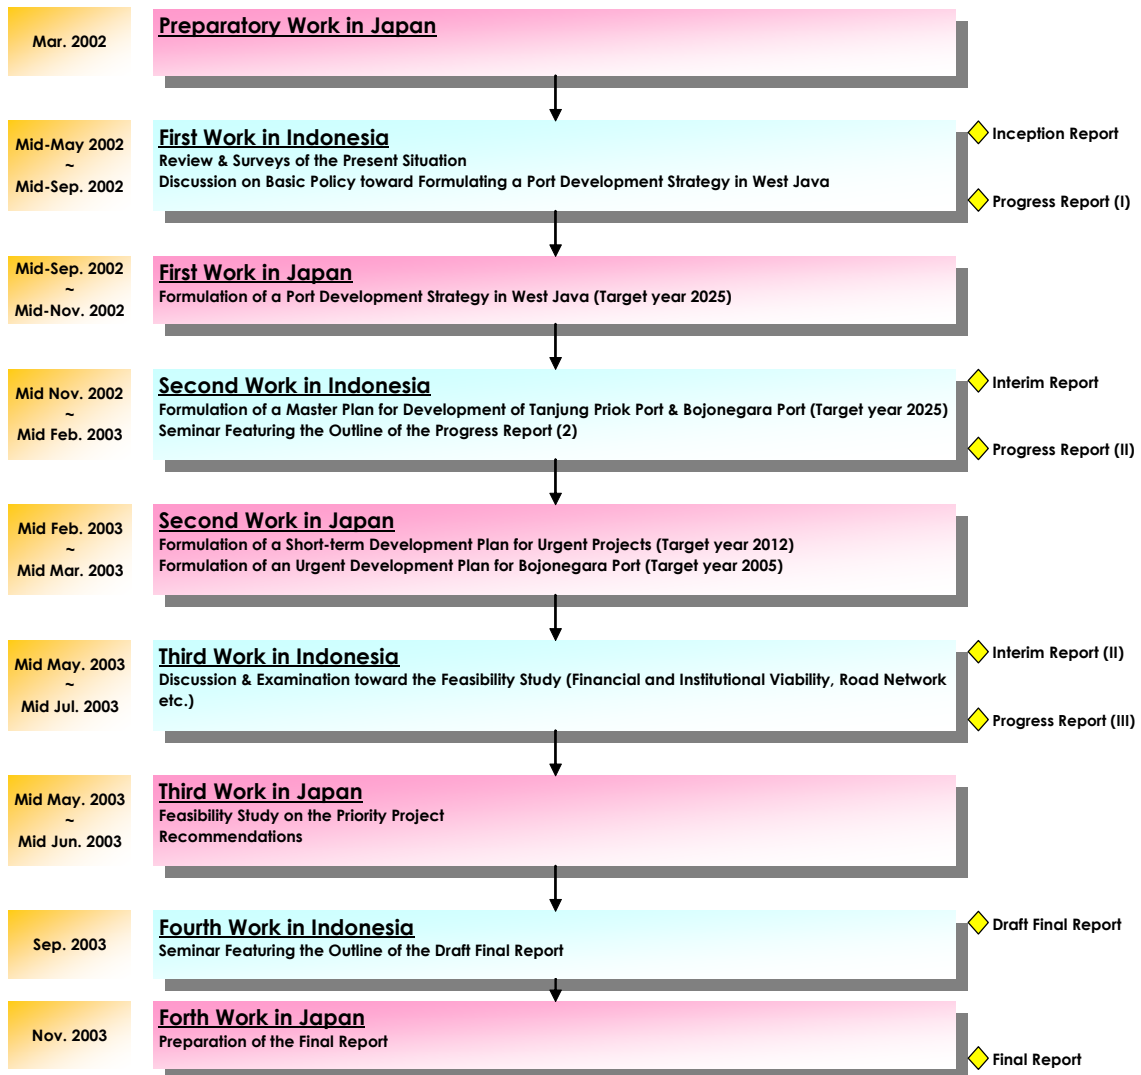 Mar. 2002
Preparatory Work in Japan
Mid-May 2002
~
Mid-Sep. 2002
First Work in Indonesia
Review & Surveys of the Present Situation
Discussion on Basic Policy toward Formulating a Port Development Strategy in West Java
Inception Report
Progress Report (I)
Mid-Sep. 2002
~
Mid-Nov. 2002
First Work in Japan
Formulation of a Port Development Strategy in West Java (Target year 2025)
Mid Nov. 2002
~
Mid Feb. 2003
Second Work in Indonesia
Formulation of a Master Plan for Development of Tanjung Priok Port & Bojonegara Port (Target year 2025)
Seminar Featuring the Outline of the Progress Report (2)
Interim Report
Progress Report (II)
Mid Feb. 2003
~
Mid Mar. 2003
Second Work in Japan
Formulation of a Short-term Development Plan for Urgent Projects (Target year 2012)
Formulation of an Urgent Development Plan for Bojonegara Port (Target year 2005)
Mid May. 2003
~
Mid Jul. 2003
Third Work in Indonesia
Discussion & Examination toward the Feasibility Study (Financial and Institutional Viability, Road Network
etc.)
Interim Report (II)
Progress Report (III)
Mid May. 2003
~
Mid Jun. 2003
Third Work in Japan
Feasibility Study on the Priority Project
Recommendations
Sep. 2003
Fourth Work in Indonesia
Seminar Featuring the Outline of the Draft Final Report
Draft Final Report
Nov. 2003
Forth Work in Japan
Preparation of the Final Report
Final Report